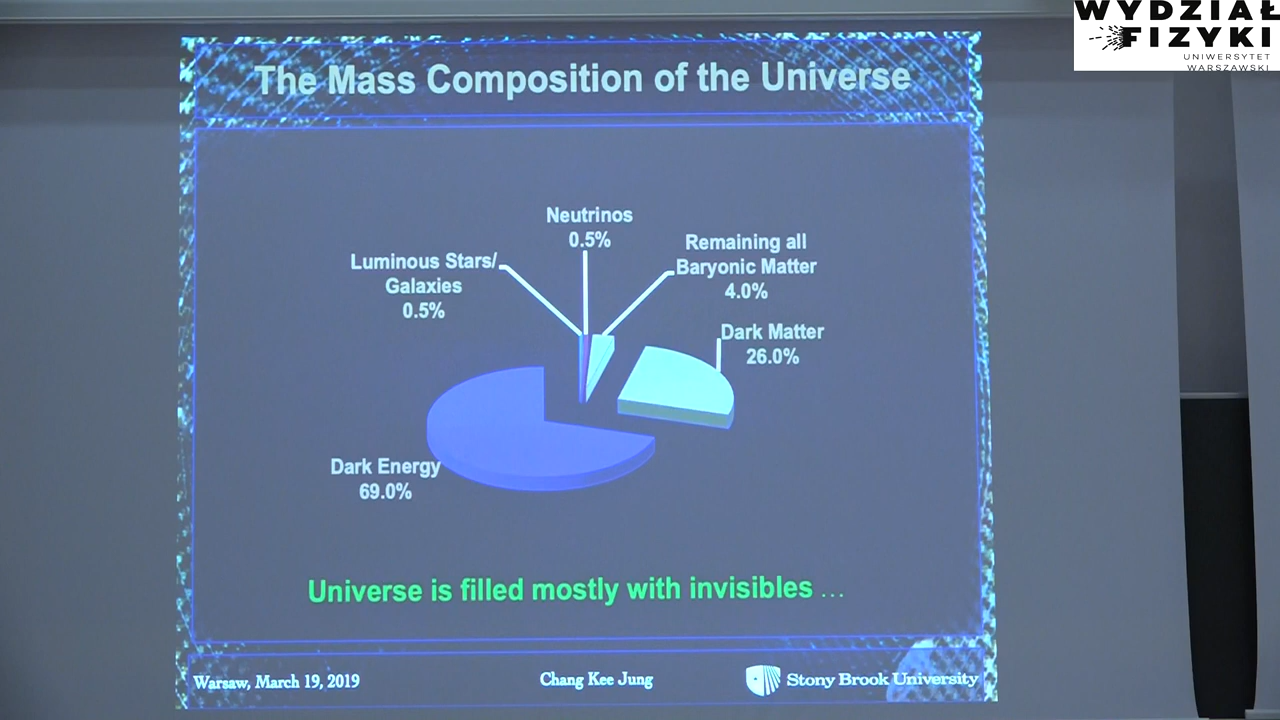 WYDZIAŁ
FIZYKI
UNIWERSYTET
WARSZAWSKI
The Mass Composition of the Universe
Neutrinos
0.5%
Luminous Stars/
Galaxies
0.5%
Remaining all
Baryonic Matter
4.0%
Dark Matter
26.0%
Dark Energy
69.0%
Universe is filled mostly with invisibles ...
Warsaw, March 19, 2019
Chang Kee Jung
Stony Brook University